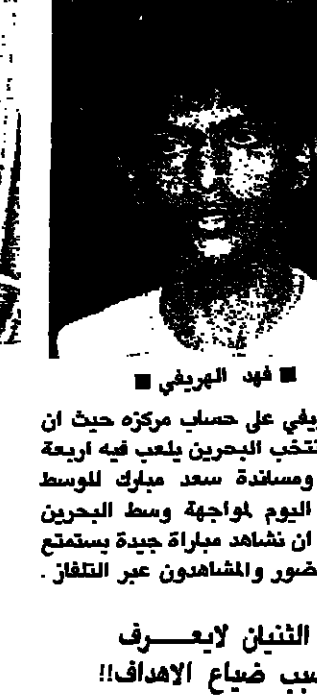 ■ فهد الهريفي ■
ريفي على حساب مركزه حيث ان
نتخب البحرين يلعب فيه اربعة
ومساندة سعد مبارك للوسط
اليوم لمواجهة وسط البحرين
ان نشاهد مباراة جيدة يستمتع
ضور والمشاهدون عبر التلفاز .
الثنيان لايعـــرف
سبب ضياع الاهداف!!